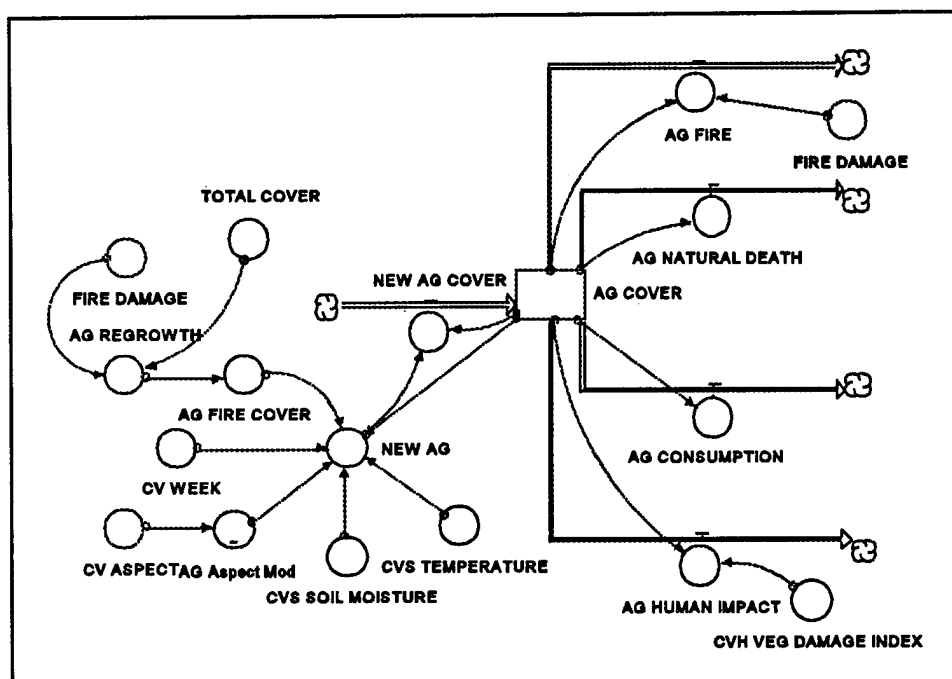 AG FIRE
FIRE DAMAGE
TOTAL COVER
AG NATURAL DEATH
FIRE DAMAGE
NEW AG COVER
AG COVER
AG REGROWTH
AG FIRE COVER
NEW AG
AG CONSUMPTION
CV WEEK
CV ASPECT
AG Aspect Mod
CVS TEMPERATURE
CVS SOIL MOISTURE
AG HUMAN IMPACT
CVH VEG DAMAGE INDEX